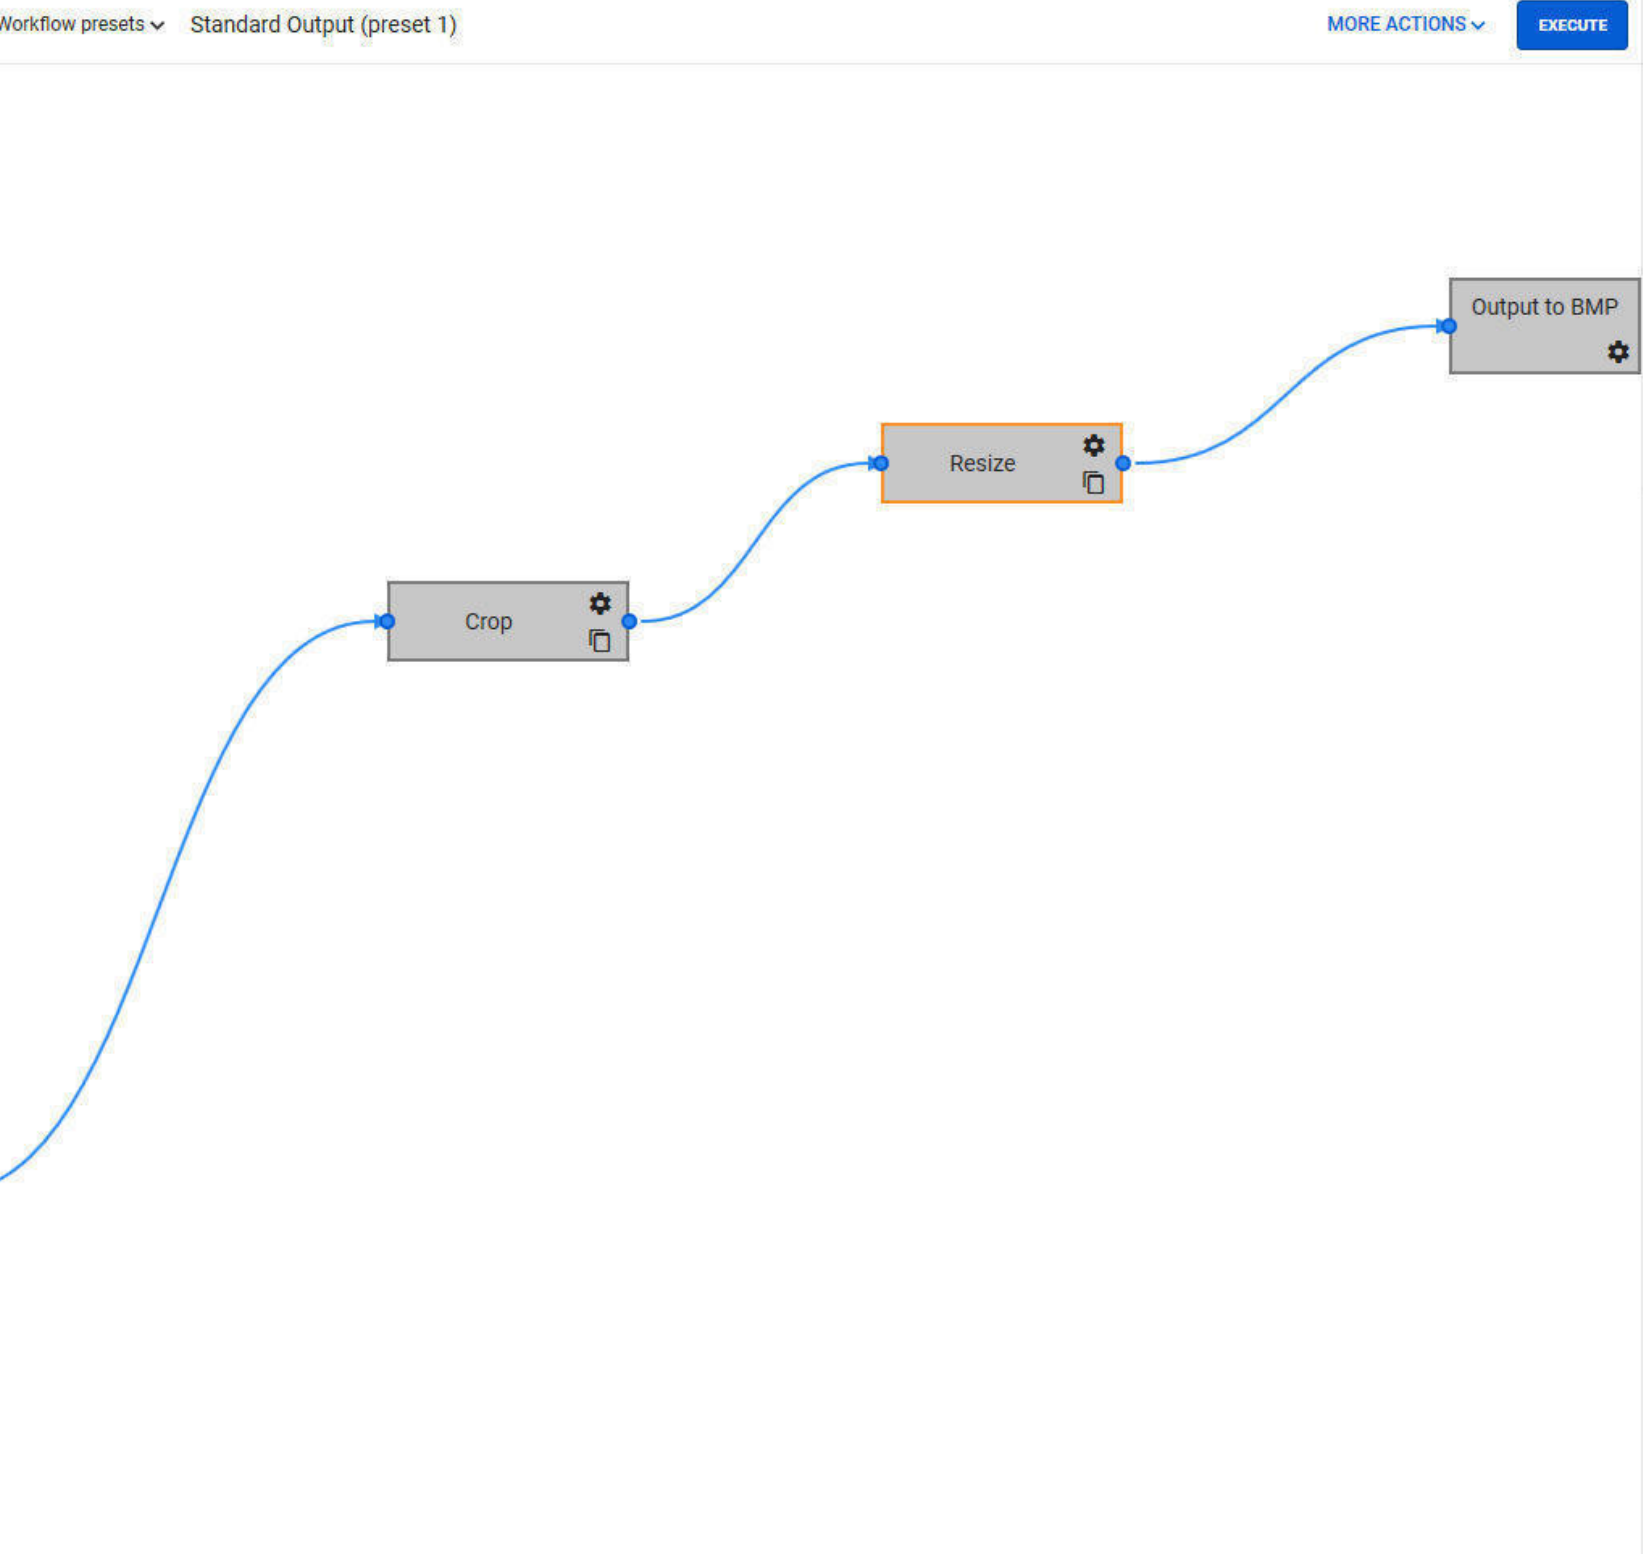 Workflow presets
Standard Output (preset 1)
MORE ACTIONS
EXECUTE
Output to BMP
Resize
Crop